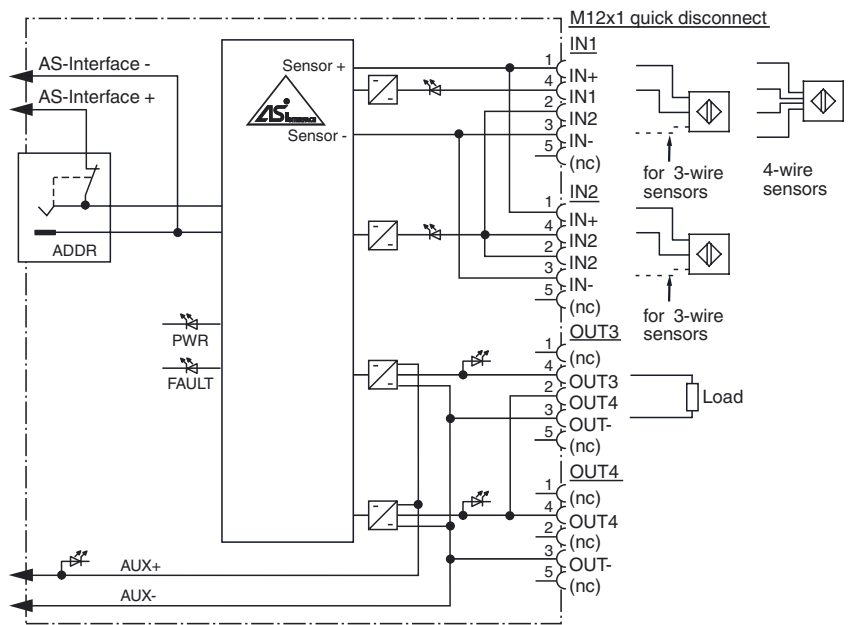 M12x1 quick disconnect
AS-Interface -
AS-Interface +
ADDR
PWR
FAULT
AUX+
AUX-
Sensor +
ASi INTERFACE
Sensor -
IN1
1 IN+
4 IN1
2 IN2
3 IN-
5 (nc)
IN2
1 IN+
4 IN2
2 IN2
3 IN-
5 (nc)
OUT3
1 (nc)
4 OUT3
2 OUT4
3 OUT-
5 (nc)
OUT4
1 (nc)
4 OUT4
2 (nc)
3 OUT-
5 (nc)
for 3-wire
sensors
4-wire
sensors
for 3-wire
sensors
Load